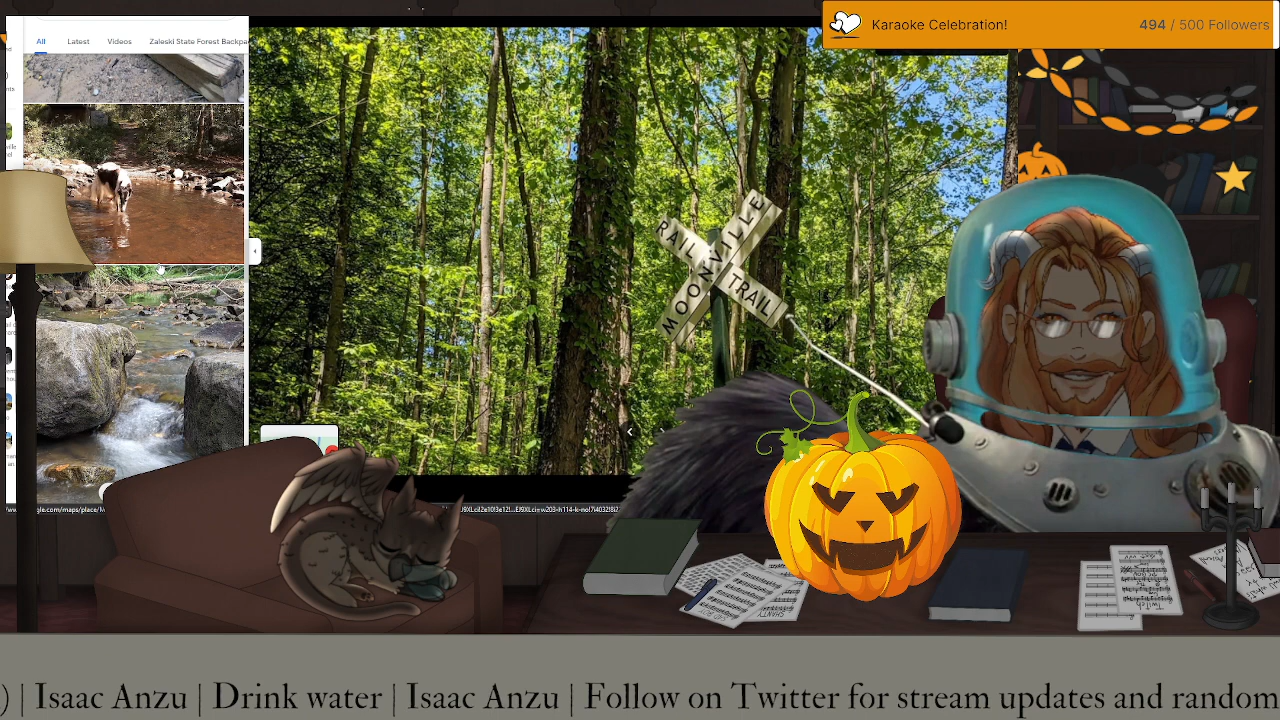 Karaoke Celebration!
494 / 500 Followers
All
Latest
Videos
Zaleski State Forest Backpa
RAIL
TRAIL
MOONVILLE
Twitch
) | Isaac Anzu | Drink water | Isaac Anzu | Follow on Twitter for stream updates and random